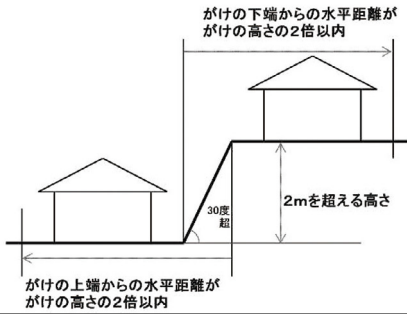 がけの下端からの水平距離が
がけの高さの２倍以内
30度
超
2mを超える高さ
がけの上端からの水平距離が
がけの高さの２倍以内